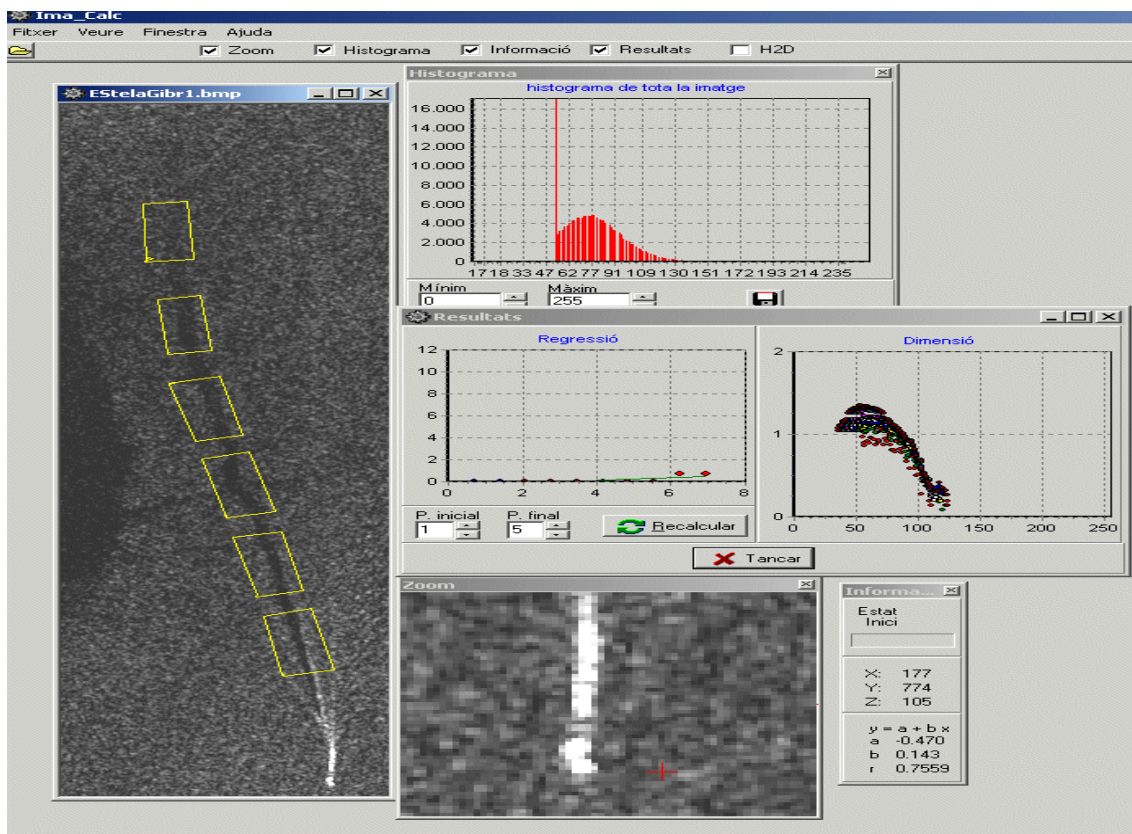 Ima_Calc
Fitxer Veure Finestra Ajuda
Zoom Histograma Informació Resultats H2D
EStelaGibr1.bmp
Histograma
histograma de tota la imatge
16.000
14.000
12.000
10.000
8.000
6.000
4.000
2.000
0
1718 33 47 62 77 91 109 130 151 172 193 214 235
Mínim Màxim
0 255
Resultats
Regressió
12
10
8
6
4
2
0
0 2 4 6 8
P. inicial P. final
1 5 Recalcular
Dimensió
2
1
0
0 50 100 150 200 250
Tancar
Zoom
Informa...
Estat
Inici
X: 177
Y: 774
Z: 105
y = a + b x
a -0.470
b 0.143
r 0.7559